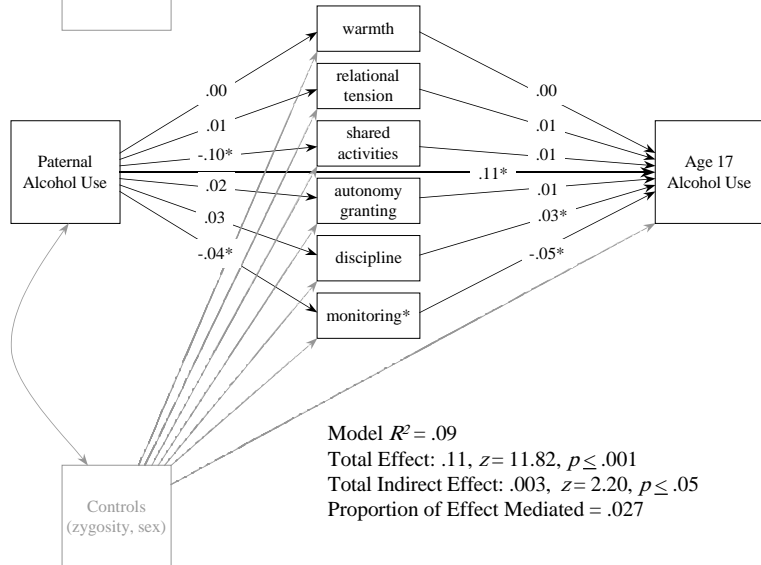 warmth
relational
tension
shared
activities
autonomy
granting
discipline
monitoring*
Paternal
Alcohol Use
Age 17
Alcohol Use
.00
.01
-.10*
.02
.03
-.04*
.11*
.00
.01
.01
.01
.03*
-.05*
Controls
(zygosity, sex)
Model R² = .09
Total Effect: .11, z = 11.82, p ≤ .001
Total Indirect Effect: .003, z = 2.20, p ≤ .05
Proportion of Effect Mediated = .027